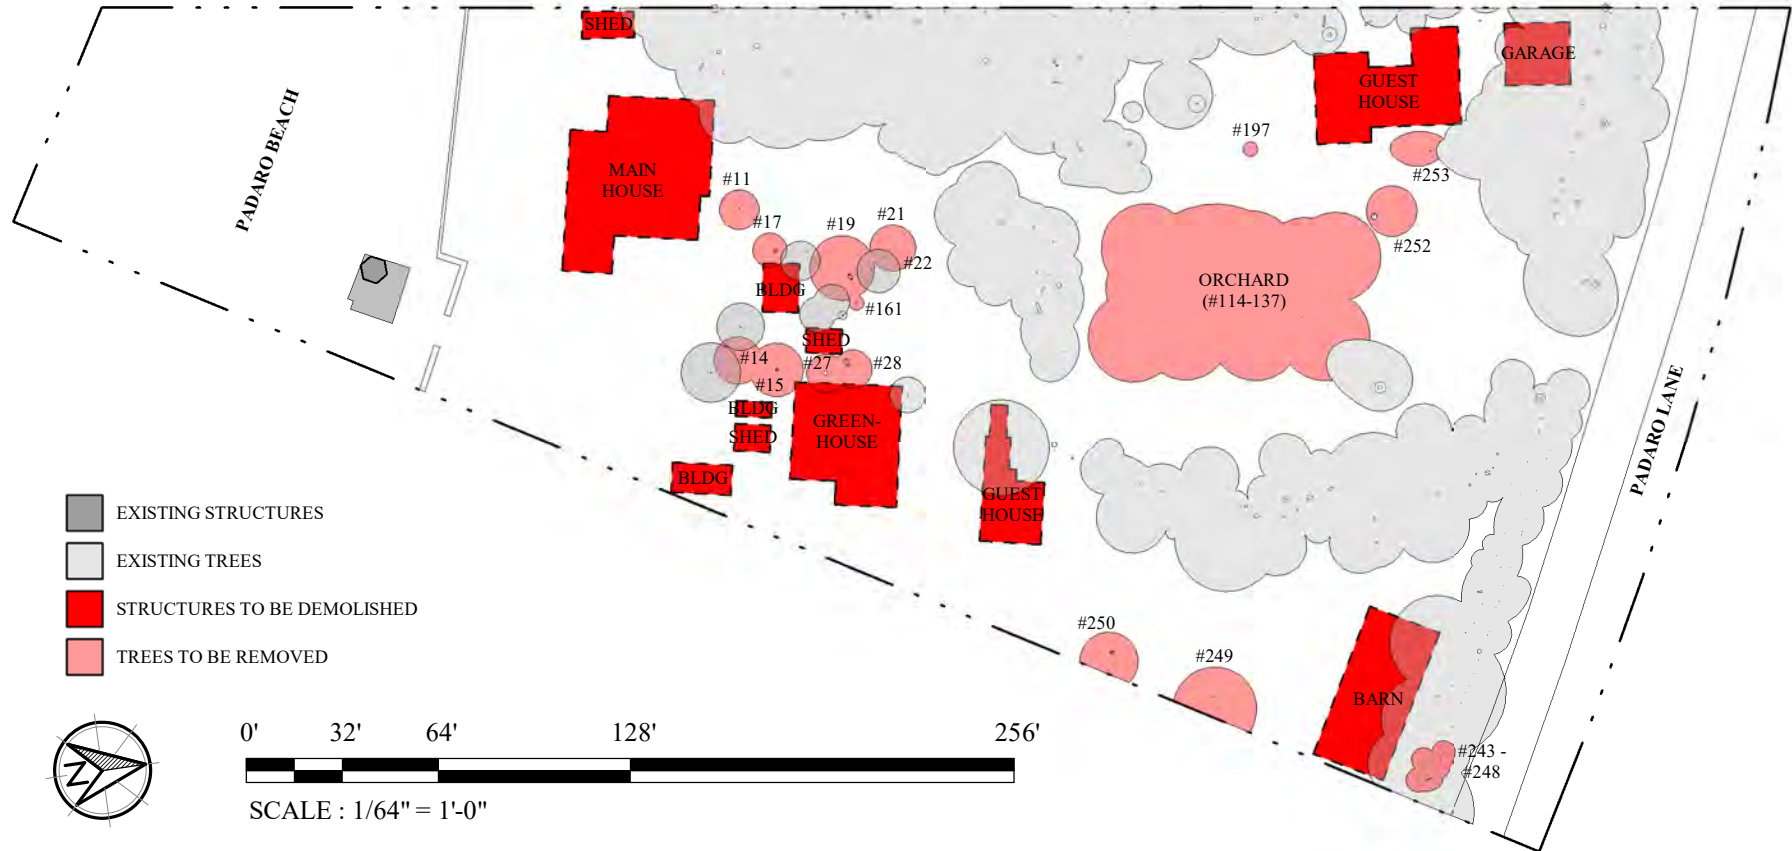 SHED
GARAGE
GUEST
HOUSE
PADARO BEACH
#197
MAIN
HOUSE
#253
#11
#17
#19
#21
#252
#22
ORCHARD
(#114-137)
BLDG
#161
SHED
#14
#27
#28
#15
BLDG
GREEN-
HOUSE
SHED
PADARO LANE
BLDG
GUEST
HOUSE
EXISTING STRUCTURES
EXISTING TREES
STRUCTURES TO BE DEMOLISHED
TREES TO BE REMOVED
#250
#249
BARN
#243 -
#248
N
0' 32' 64' 128' 256'
SCALE : 1/64" = 1'-0"